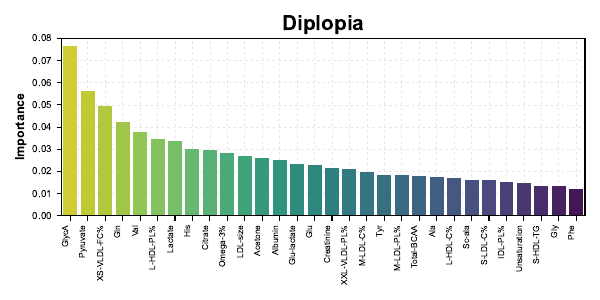 Diplopia
Importance
0.08
0.07
0.06
0.05
0.04
0.03
0.02
0.01
0.00
GlycA
Pyruvate
XS-VLDL-FC%
Gln
Val
L-HDL-PL%
Lactate
His
Citrate
Omega-3%
LDL-size
Acetone
Albumin
Glu-lactate
Glu
Creatinine
XXL-VLDL-PL%
M-LDL-C%
Tyr
M-LDL-PL%
Total-BCAA
Ala
L-HDL-C%
Sc-ala
S-LDL-C%
IDL-PL%
Unsaturation
S-HDL-TG
Gly
Phe